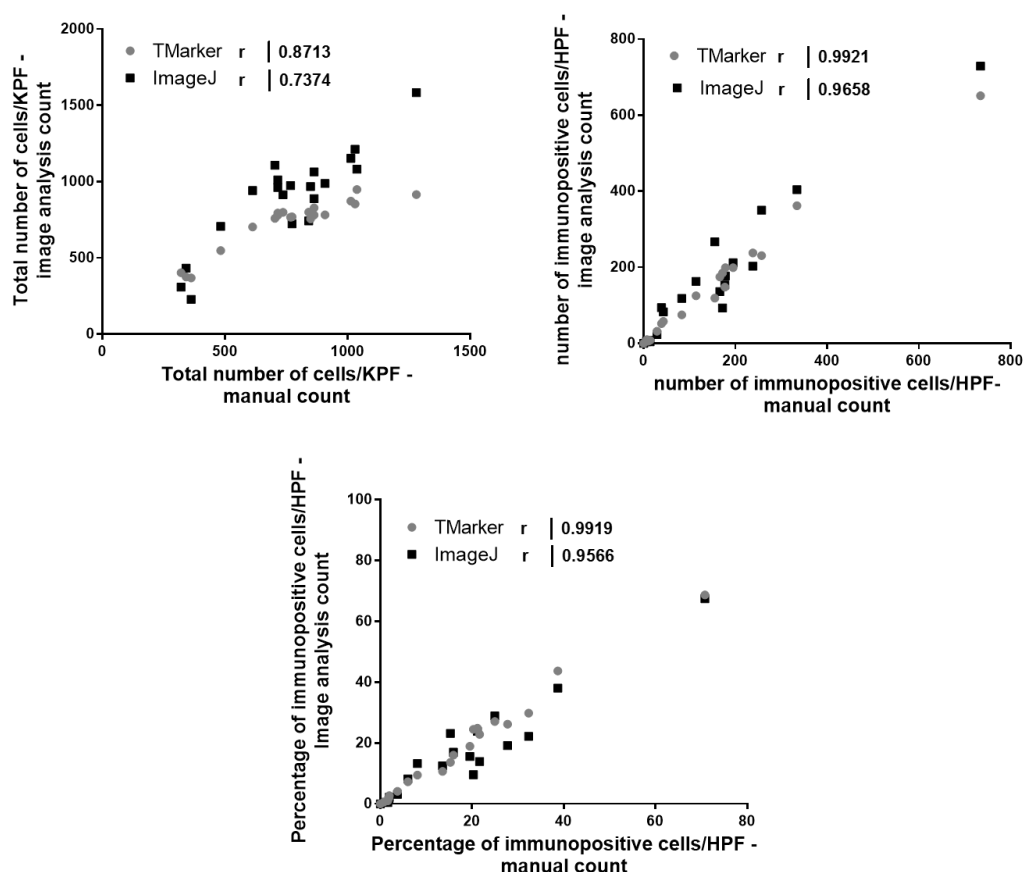 Total number of cells/KPF -
image analysis count
2000
1500
1000
500
0
TMarker r 0.8713
ImageJ r 0.7374
0 500 1000 1500
Total number of cells/KPF -
manual count
number of immunopositive cells/HPF -
image analysis count
800
600
400
200
0
TMarker r 0.9921
ImageJ r 0.9658
0 200 400 600 800
number of immunopositive cells/HPF-
manual count
Percentage of immunopositive cells/HPF -
Image analysis count
100
80
60
40
20
0
TMarker r 0.9919
ImageJ r 0.9566
0 20 40 60 80
Percentage of immunopositive cells/HPF -
manual count